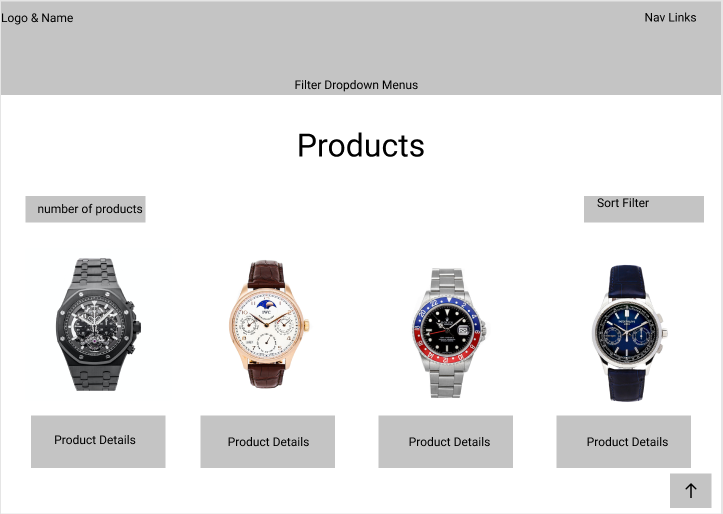 Logo & Name
Nav Links
Filter Dropdown Menus
Products
number of products
Sort Filter
IWC
Product Details
Product Details
Product Details
Product Details